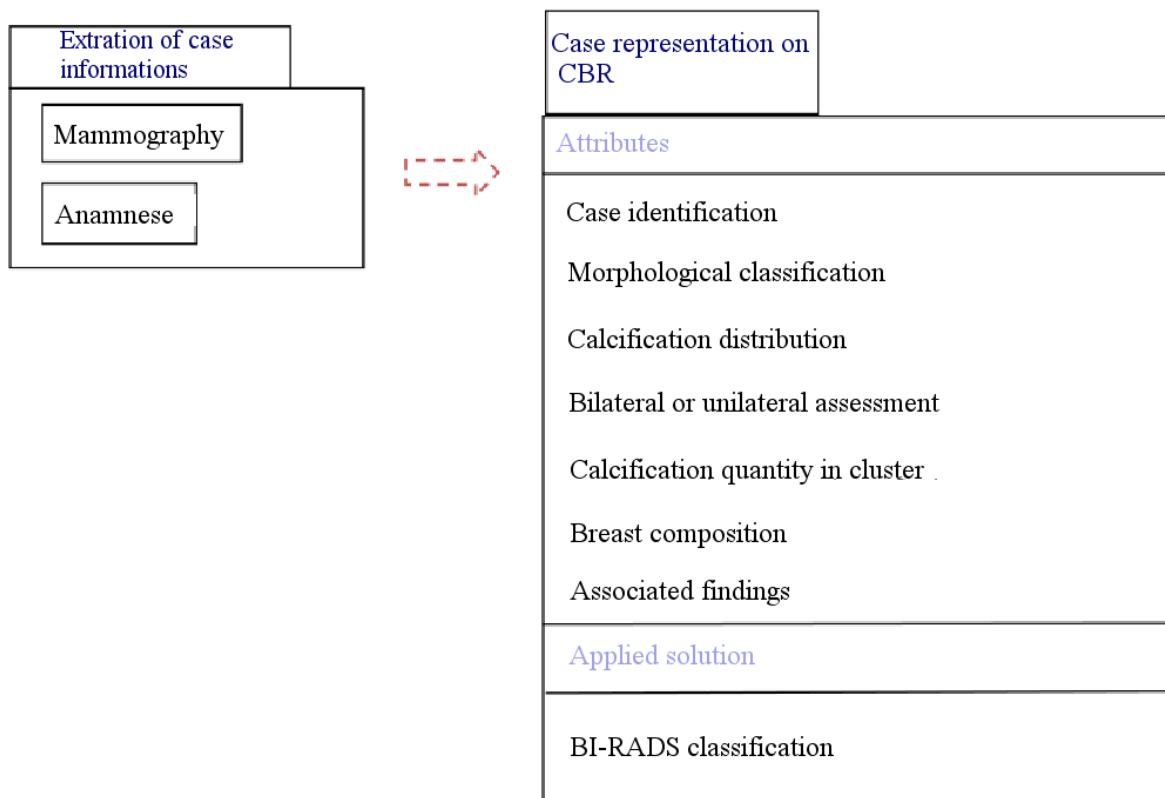 Extration of case
informations
Mammography
Anamnese
Case representation on
CBR
Attributes
Case identification
Morphological classification
Calcification distribution
Bilateral or unilateral assessment
Calcification quantity in cluster
Breast composition
Associated findings
Applied solution
BI-RADS classification